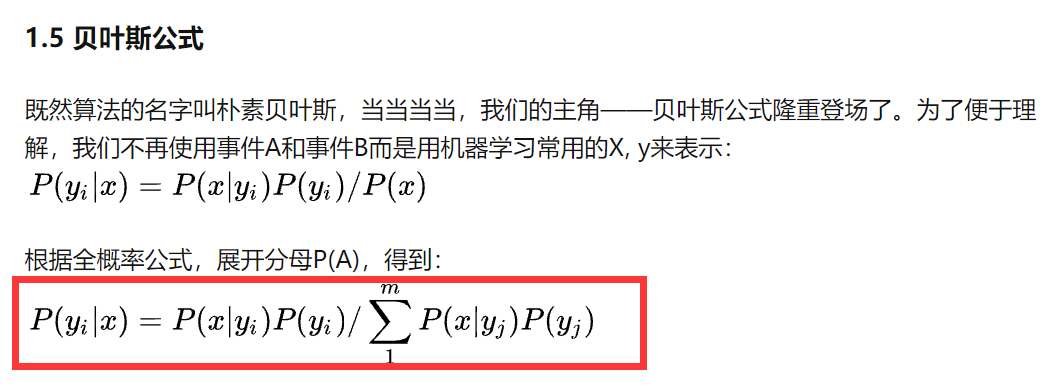 1.5 贝叶斯公式
既然算法的名字叫朴素贝叶斯，当当当当，我们的主角——贝叶斯公式隆重登场了。为了便于理
解，我们不再使用事件A和事件B而是用机器学习常用的X, y来表示：
P(y_i|x) = P(x|y_i)P(y_i)/P(x)
根据全概率公式，展开分母P(A)，得到：
P(y_i|x) = P(x|y_i)P(y_i)/∑_1^m P(x|y_j)P(y_j)